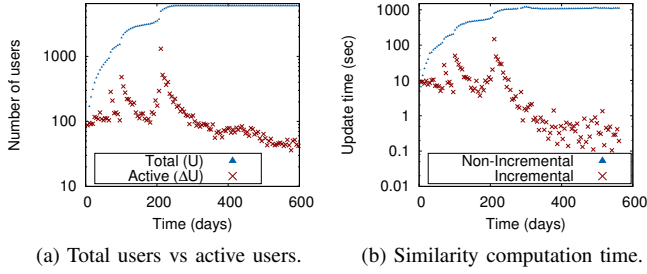 Number of users
1000
100
10
0 200 400 600
Time (days)
Total (U)
Active (ΔU)
(a) Total users vs active users.
Update time (sec)
1000
100
10
1
0.1
0.01
0 200 400 600 800
Time (days)
Non-Incremental
Incremental
(b) Similarity computation time.